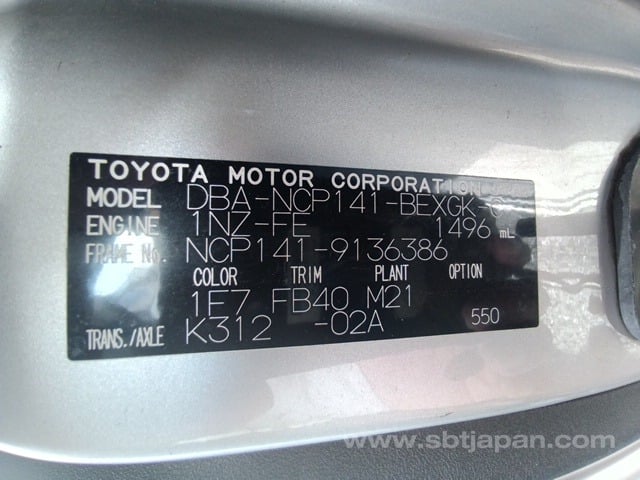 TOYOTA MOTOR CORPORATION
MODEL DBA-NCP141-BEXGK
ENGINE 1NZ-FE 1496 mL
FRAME NO. NCP141-9136386
COLOR TRIM PLANT OPTION
1F7 FB40 M21
TRANS./AXLE K312 -02A 550
www.sbtjapan.com